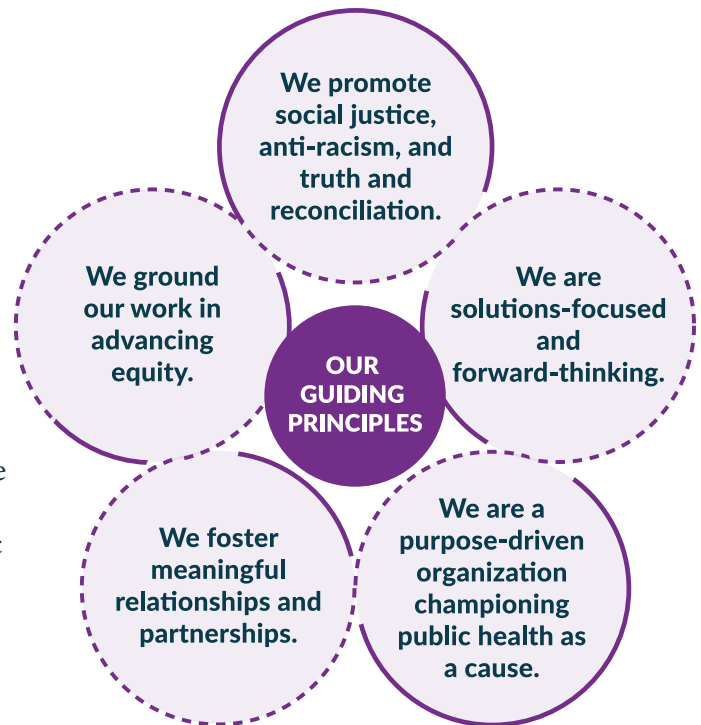 We promote
social justice,
anti-racism, and
truth and
reconciliation.
We are
solutions-focused
and
forward-thinking.
We are a
purpose-driven
organization
championing
public health as
a cause.
We foster
meaningful
relationships and
partnerships.
We ground
our work in
advancing
equity.
OUR
GUIDING
PRINCIPLES